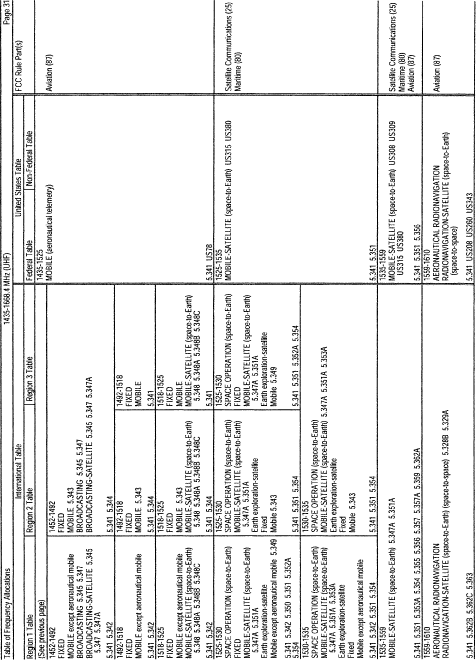 Table of Frequency Allocations
1435-1668.4 MHz (UHF)
Page 31
International Table
United States Table
FCC Rule Part(s)
Region 1 Table
Region 2 Table
Region 3 Table
Federal Table
Non-Federal Table
(See previous page)
1452-1492
FIXED
MOBILE except aeronautical mobile
BROADCASTING 5.345 5.347
BROADCASTING-SATELLITE 5.345
5.347 5.347A
5.341 5.342
1492-1518
FIXED
MOBILE except aeronautical mobile
5.341 5.342
1518-1525
FIXED
MOBILE except aeronautical mobile
MOBILE-SATELLITE (space-to-Earth)
5.348 5.348A 5.348B 5.348C
5.341 5.342
1525-1530
SPACE OPERATION (space-to-Earth)
FIXED
MOBILE-SATELLITE (space-to-Earth)
5.347A 5.351A
Earth exploration-satellite
Mobile except aeronautical mobile 5.349
5.341 5.342 5.350 5.351 5.352A
5.354
1530-1535
SPACE OPERATION (space-to-Earth)
MOBILE-SATELLITE (space-to-Earth)
5.347A 5.351A 5.353A
Earth exploration-satellite
Fixed
Mobile except aeronautical mobile
5.341 5.342 5.351 5.354
1452-1492
FIXED
MOBILE 5.343
BROADCASTING 5.345 5.347
BROADCASTING-SATELLITE 5.345 5.347 5.347A
5.341 5.344
1492-1518
FIXED
MOBILE 5.343
5.341 5.344
1518-1525
FIXED
MOBILE 5.343
MOBILE-SATELLITE (space-to-Earth)
5.348 5.348A 5.348B 5.348C
5.341 5.344
1525-1530
SPACE OPERATION (space-to-Earth)
MOBILE-SATELLITE (space-to-Earth)
5.347A 5.351A
Earth exploration-satellite
Fixed
Mobile 5.343
5.341 5.351 5.354
1530-1535
SPACE OPERATION (space-to-Earth)
MOBILE-SATELLITE (space-to-Earth) 5.347A 5.351A 5.353A
Earth exploration-satellite
Fixed
Mobile 5.343
5.341 5.351 5.354
1492-1518
FIXED
MOBILE
5.341
1518-1525
FIXED
MOBILE
MOBILE-SATELLITE (space-to-Earth)
5.348 5.348A 5.348B 5.348C
5.341
1525-1530
SPACE OPERATION (space-to-Earth)
FIXED
MOBILE-SATELLITE (space-to-Earth)
5.347A 5.351A
Earth exploration-satellite
Mobile 5.349
5.341 5.351 5.352A 5.354
1535-1559
MOBILE-SATELLITE (space-to-Earth) 5.347A 5.351A
5.341 5.351 5.353A 5.354 5.355 5.356 5.357 5.357A 5.359 5.362A
1559-1610
AERONAUTICAL RADIONAVIGATION
RADIONAVIGATION-SATELLITE (space-to-Earth) (space-to-space) 5.328B 5.329A
5.341 5.362B 5.362C 5.363
1435-1525
MOBILE (aeronautical telemetry)
5.341 US78
1525-1535
MOBILE-SATELLITE (space-to-Earth) US315 US380
5.341 5.351
1535-1559
MOBILE-SATELLITE (space-to-Earth) US308 US309
US315 US380
5.341 5.351 5.356
1559-1610
AERONAUTICAL RADIONAVIGATION
RADIONAVIGATION-SATELLITE (space-to-Earth)
(space-to-space)
5.341 US208 US260 US343
Aviation (87)
Satellite Communications (25)
Maritime (80)
Satellite Communications (25)
Maritime (80)
Aviation (87)
Aviation (87)